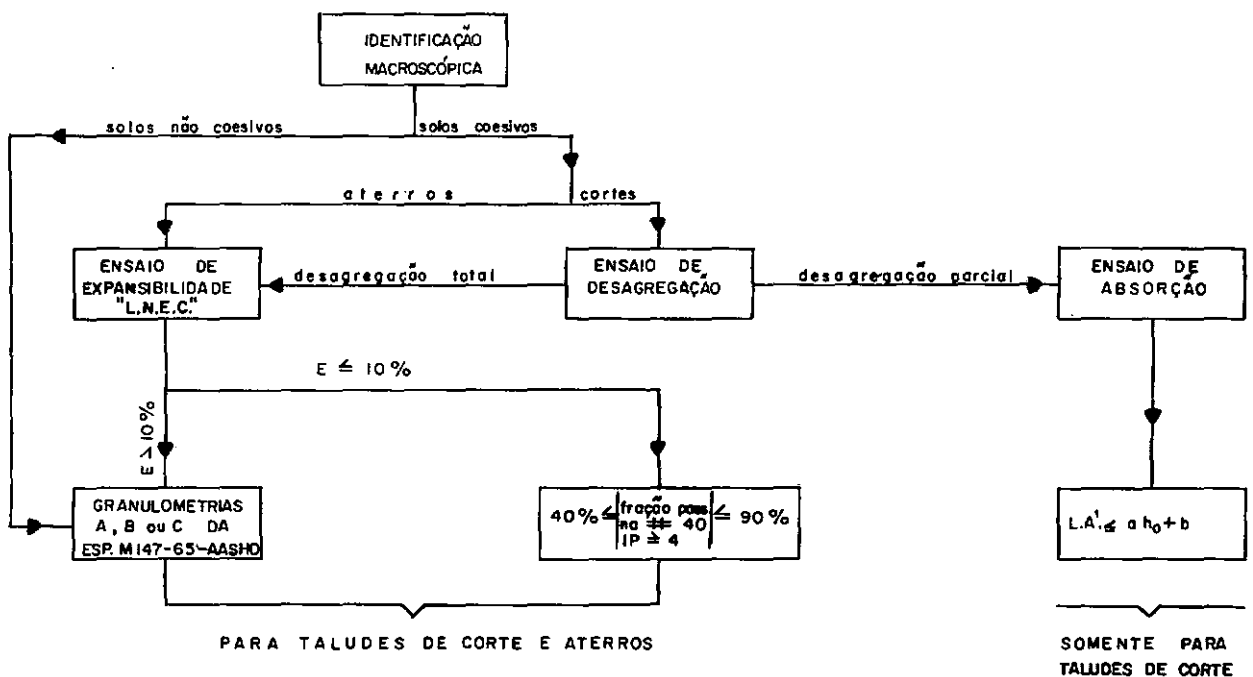 IDENTIFICAÇÃO
MACROSCÓPICA
solos não coesivos
solos coesivos
aterros
cortes
ENSAIO DE
EXPANSIBILIDADE
"L.N.E.C."
desagregação total
ENSAIO DE
DESAGREGAÇÃO
desagregação parcial
ENSAIO DE
ABSORÇÃO
E ≤ 10%
E > 10%
GRANULOMETRIAS
A, B ou C DA
ESP. M147-65-AASHO
40% ≤ fração pass ≤ 90%
na # 40
IP ≥ 4
L.A'. ≤ a h₀ + b
PARA TALUDES DE CORTE E ATERROS
SOMENTE PARA
TALUDES DE CORTE